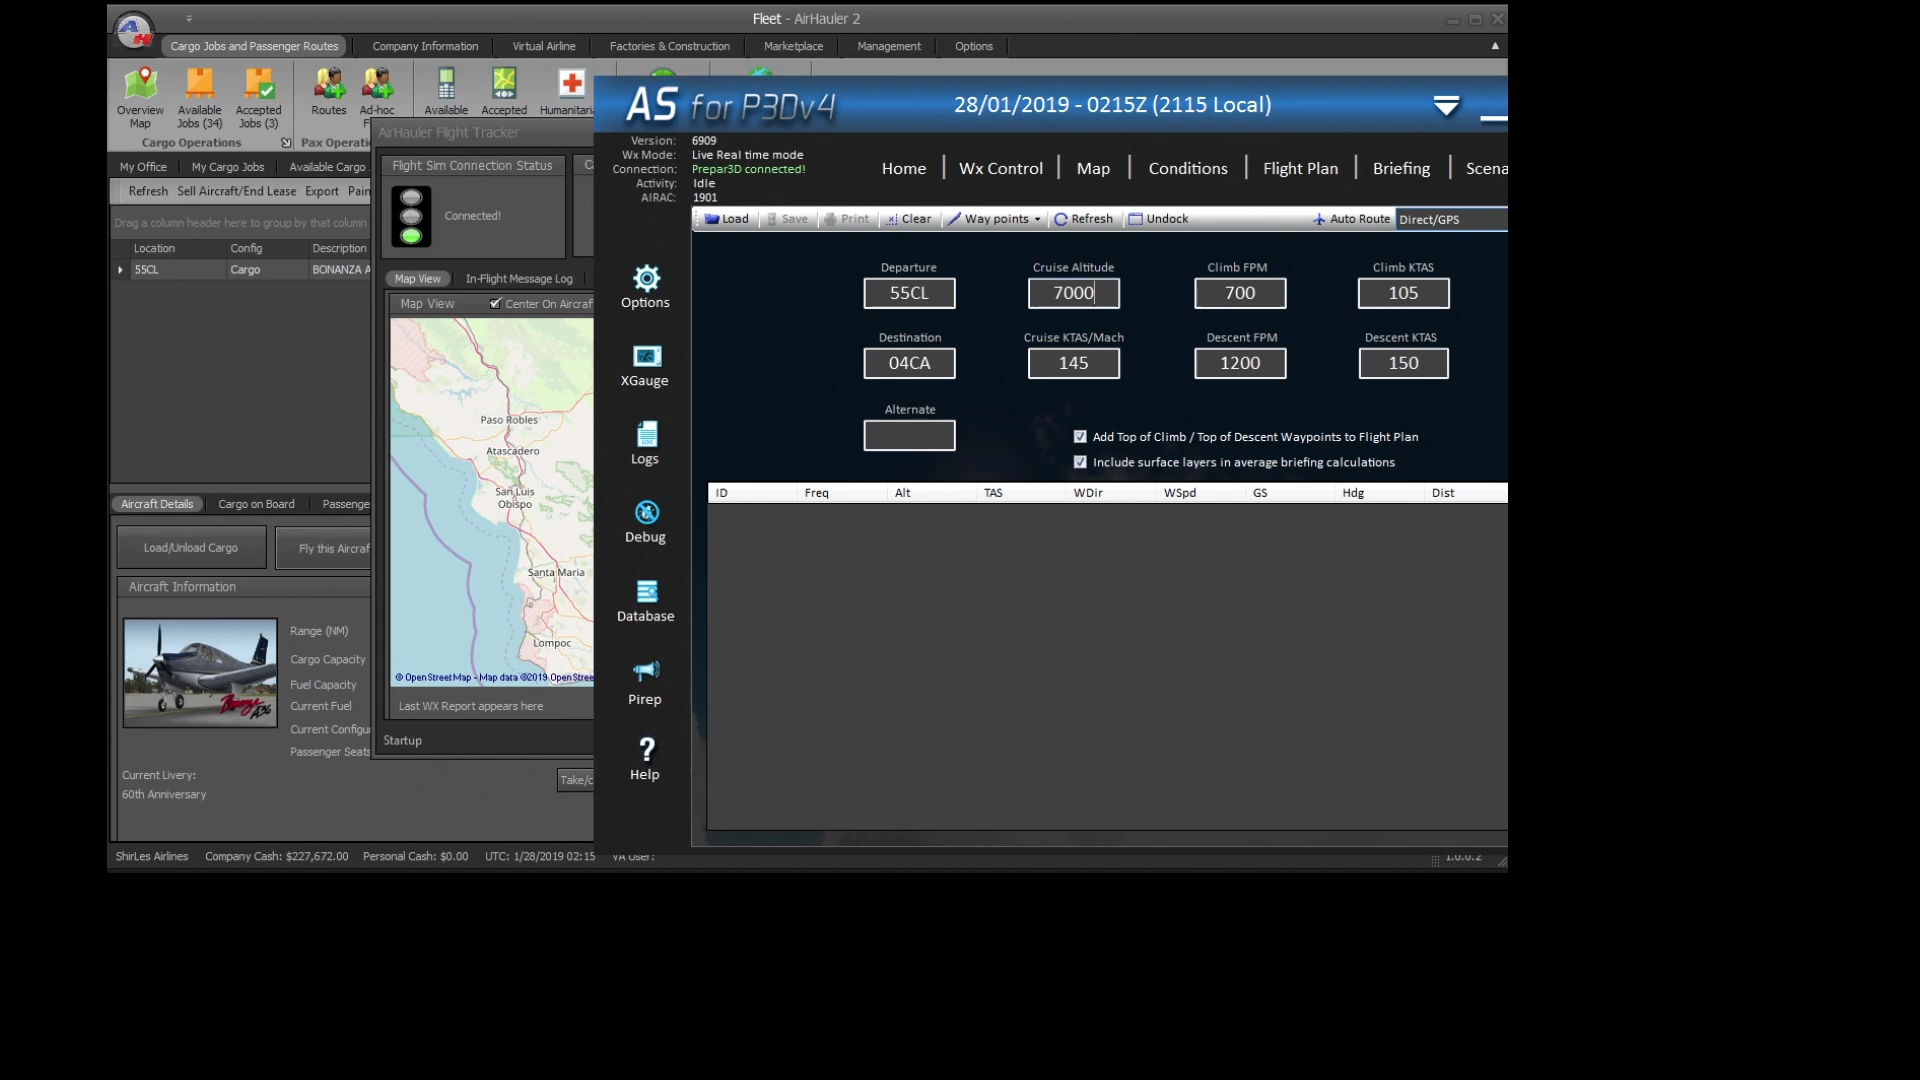 Fleet - AirHauler 2
Cargo Jobs and Passenger Routes
Company Information
Virtual Airline
Factories & Construction
Marketplace
Management
Options
Overview Map
Available Jobs (34)
Accepted Jobs (3)
Routes
Ad-hoc
Available
Accepted
Humanitari
Cargo Operations
Pax Operati
AirHauler Flight Tracker
My Office
My Cargo Jobs
Available Cargo
Refresh
Sell Aircraft/End Lease
Export
Pain
Drag a column header here to group by that column
Location
Config
Description
55CL
Cargo
BONANZA A
Flight Sim Connection Status
Connected!
Map View
In-Flight Message Log
Map View
Center On Aircraf
Paso Robles
Atascadero
San Luis
Obispo
Santa Maria
Lompoc
© OpenStreetMap - Map data ©2019 OpenStree
Last WX Report appears here
Startup
Aircraft Details
Cargo on Board
Passenge
Load/Unload Cargo
Fly this Aircraf
Aircraft Information
Range (NM)
Cargo Capacity
Fuel Capacity
Current Fuel
Current Configu
Passenger Seats
Bonanza A36
Current Livery:
60th Anniversary
Take/c
ShirLes Airlines
Company Cash: $227,672.00
Personal Cash: $0.00
UTC: 1/28/2019 02:15
VA User:
1.0.0.2
AS for P3Dv4
28/01/2019 - 0215Z (2115 Local)
Version: 6909
Wx Mode: Live Real time mode
Connection: Prepar3D connected!
Activity: Idle
AIRAC: 1901
Home
Wx Control
Map
Conditions
Flight Plan
Briefing
Scena
Load
Save
Print
Clear
Way points
Refresh
Undock
Auto Route
Direct/GPS
Options
XGauge
Logs
Debug
Database
Pirep
Help
Departure
Cruise Altitude
Climb FPM
Climb KTAS
55CL
7000
700
105
Destination
Cruise KTAS/Mach
Descent FPM
Descent KTAS
04CA
145
1200
150
Alternate
Add Top of Climb / Top of Descent Waypoints to Flight Plan
Include surface layers in average briefing calculations
ID
Freq
Alt
TAS
WDir
WSpd
GS
Hdg
Dist